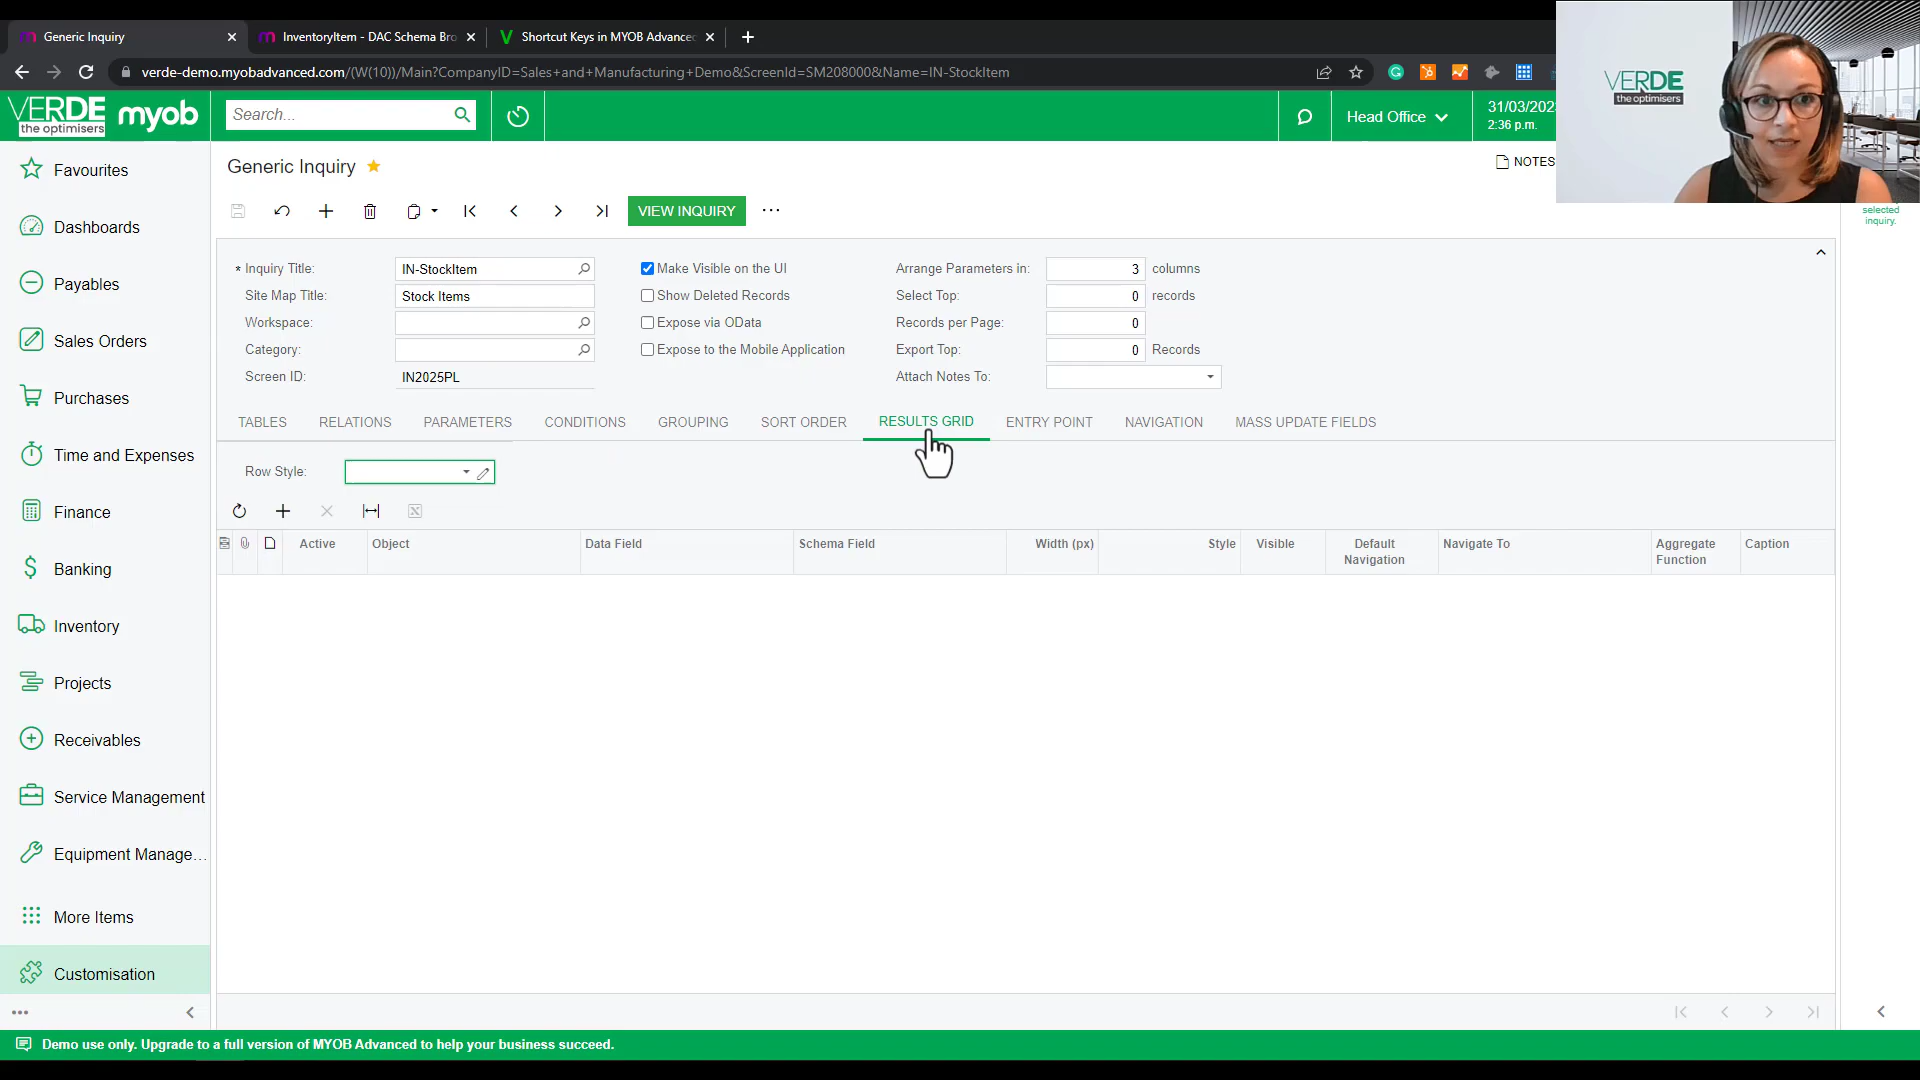 Generic Inquiry
InventoryItem - DAC Schema Bro
Shortcut Keys in MYOB Advance
verde-demo.myobadvanced.com/(W(10))/Main?CompanyID=Sales+and+Manufacturing+Demo&ScreenId=SM208000&Name=IN-StockItem
VERDE
the optimisers
myob
Search...
Head Office
31/03/202
2:36 p.m.
VERDE
the optimisers
Favourites
Dashboards
Payables
Sales Orders
Purchases
Time and Expenses
Finance
Banking
Inventory
Projects
Receivables
Service Management
Equipment Manage...
More Items
Customisation
Generic Inquiry
NOTES
selected
inquiry.
VIEW INQUIRY
* Inquiry Title: IN-StockItem
Site Map Title: Stock Items
Workspace:
Category:
Screen ID: IN2025PL
Make Visible on the UI
Show Deleted Records
Expose via OData
Expose to the Mobile Application
Arrange Parameters in: 3 columns
Select Top: 0 records
Records per Page: 0
Export Top: 0 Records
Attach Notes To:
TABLES RELATIONS PARAMETERS CONDITIONS GROUPING SORT ORDER RESULTS GRID ENTRY POINT NAVIGATION MASS UPDATE FIELDS
Row Style:
Active Object Data Field Schema Field Width (px) Style Visible Default Navigation Navigate To Aggregate Function Caption
Demo use only. Upgrade to a full version of MYOB Advanced to help your business succeed.